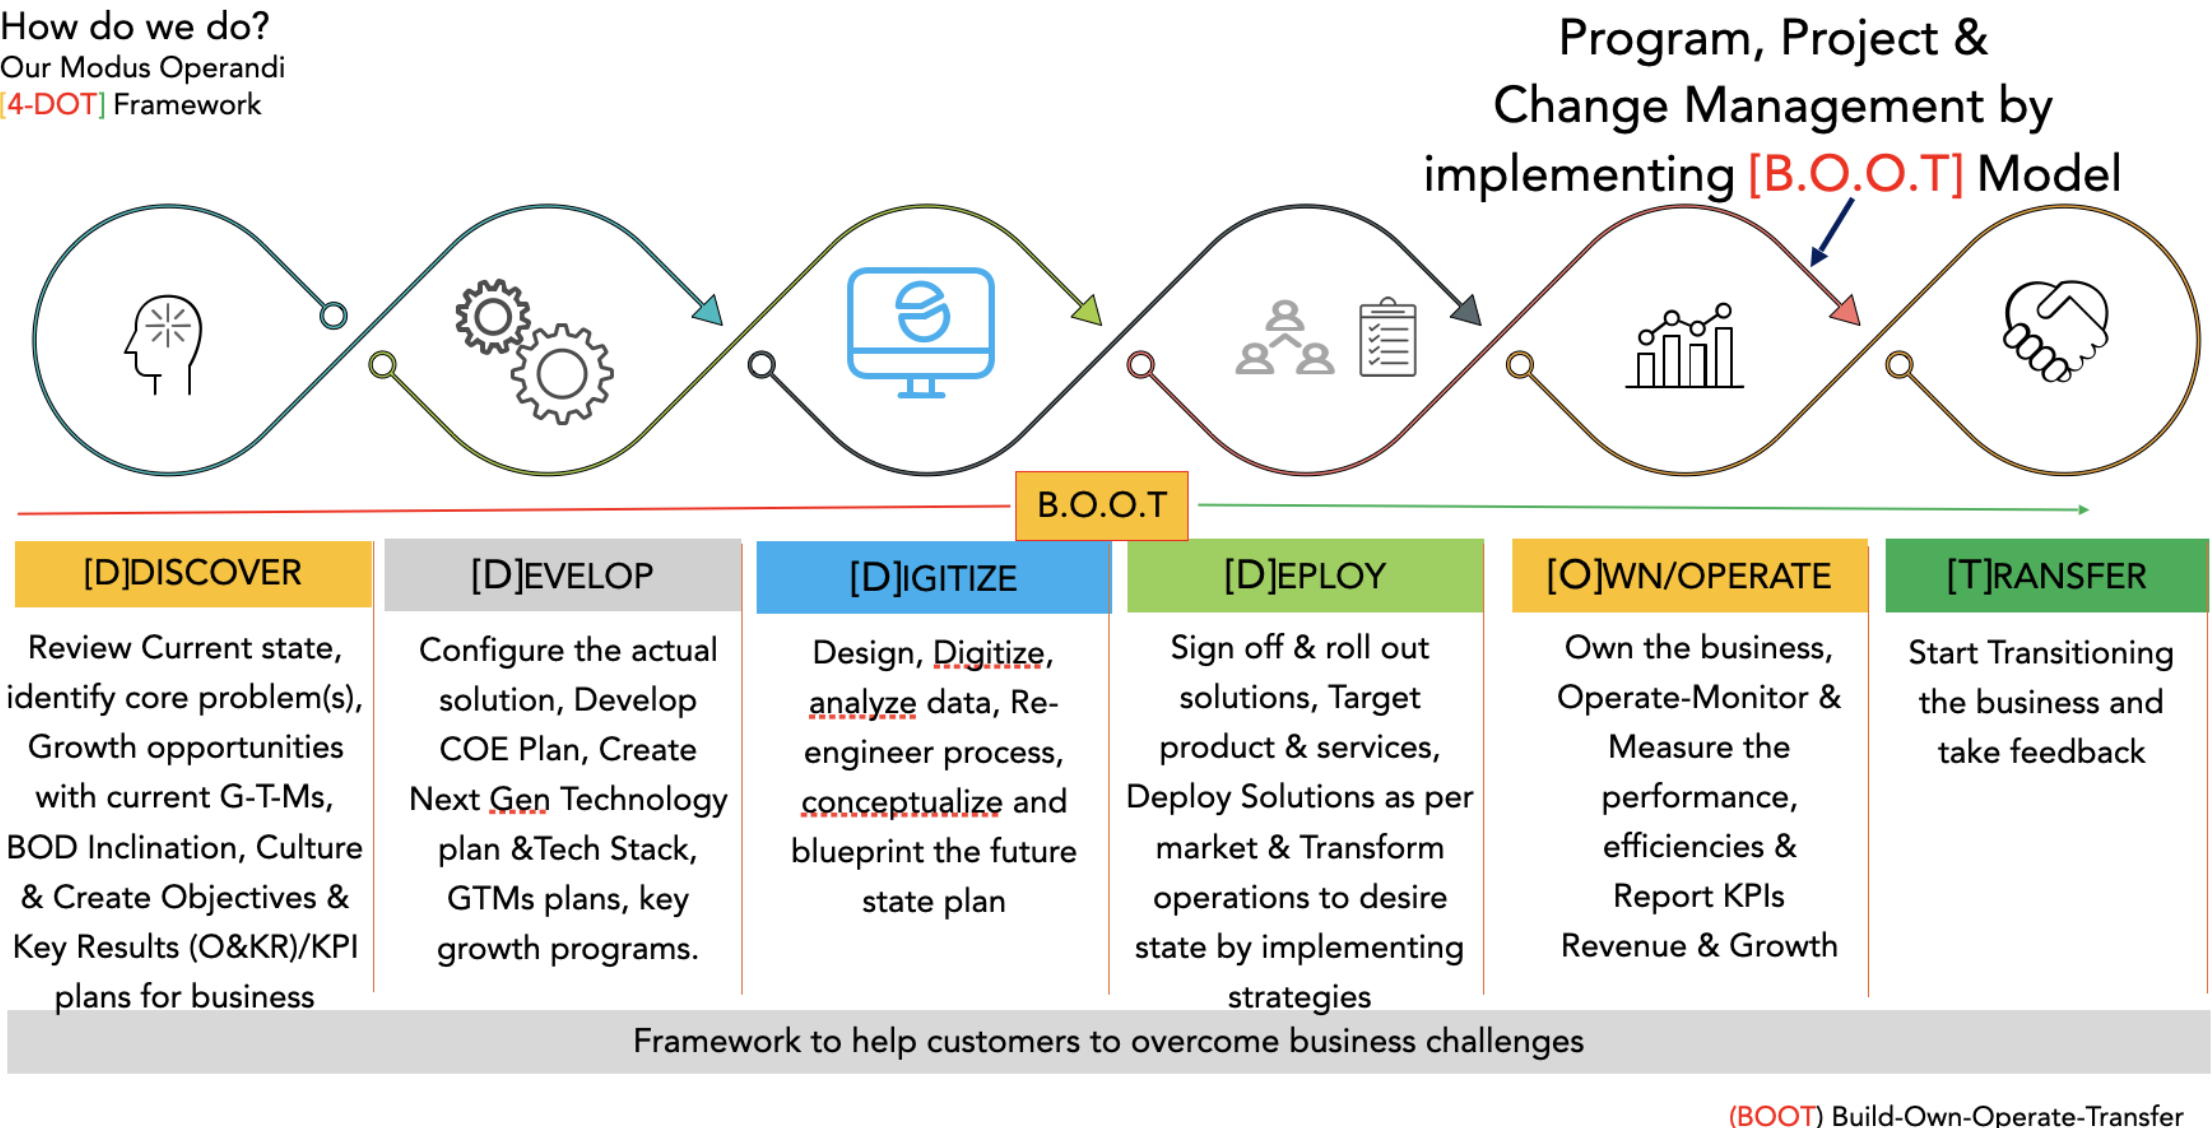 How do we do?
Our Modus Operandi
[4-DOT] Framework
Program, Project &
Change Management by
implementing [B.O.O.T] Model
B.O.O.T
[D]DISCOVER
Review Current state,
identify core problem(s),
Growth opportunities
with current G-T-Ms,
BOD Inclination, Culture
& Create Objectives &
Key Results (O&KR)/KPI
plans for business
[D]EVELOP
Configure the actual
solution, Develop
COE Plan, Create
Next Gen Technology
plan &Tech Stack,
GTMs plans, key
growth programs.
[D]IGITIZE
Design, Digitize,
analyze data, Re-
engineer process,
conceptualize and
blueprint the future
state plan
[D]EPLOY
Sign off & roll out
solutions, Target
product & services,
Deploy Solutions as per
market & Transform
operations to desire
state by implementing
strategies
[O]WN/OPERATE
Own the business,
Operate-Monitor &
Measure the
performance,
efficiencies &
Report KPIs
Revenue & Growth
[T]RANSFER
Start Transitioning
the business and
take feedback
Framework to help customers to overcome business challenges
(BOOT) Build-Own-Operate-Transfer